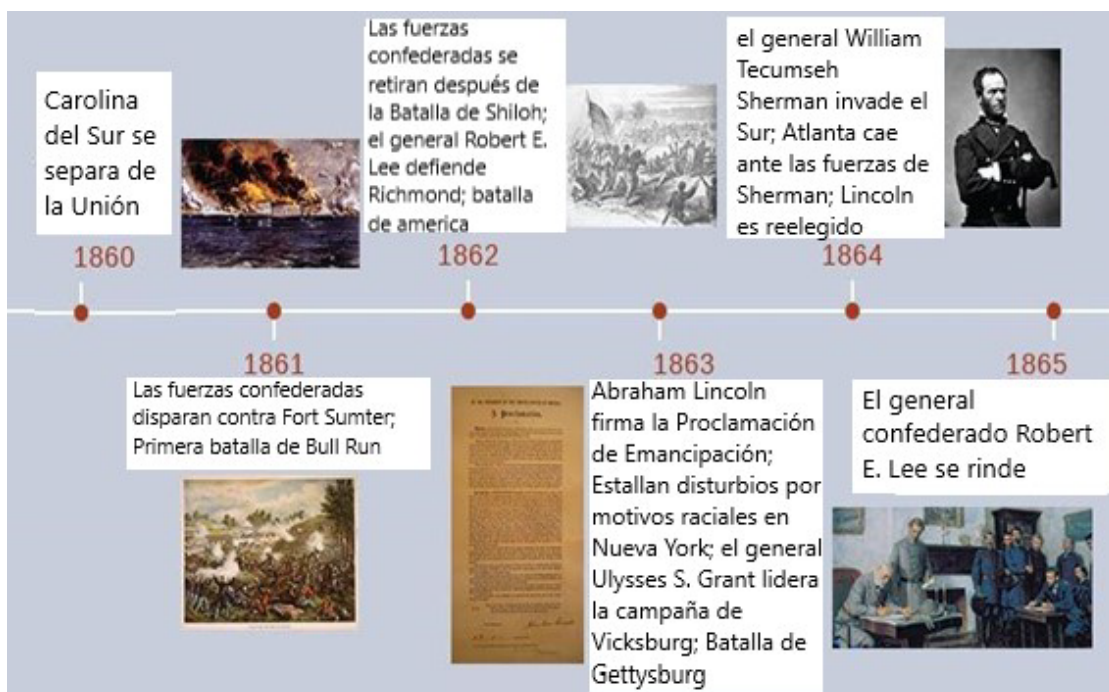 Carolina
del Sur se
separa de
la Unión
1860
Las fuerzas confederadas
disparan contra Fort Sumter;
Primera batalla de Bull Run
1861
Las fuerzas
confederadas se
retiran después de
la Batalla de Shiloh;
el general Robert E.
Lee defiende
Richmond; batalla
de america
1862
1863
Abraham Lincoln
firma la Proclamación
de Emancipación;
Estallan disturbios por
motivos raciales en
Nueva York; el general
Ulysses S. Grant lidera
la campaña de
Vicksburg; Batalla de
Gettysburg
el general William
Tecumseh
Sherman invade el
Sur; Atlanta cae
ante las fuerzas de
Sherman; Lincoln
es reelegido
1864
1865
El general
confederado Robert
E. Lee se rinde